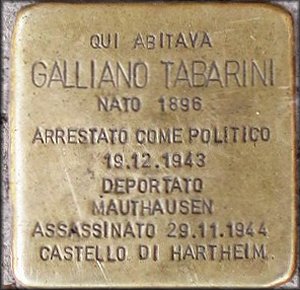 QUI ABITAVA
GALLIANO TABARINI
NATO 1896
ARRESTATO COME POLITICO
19.12.1943
DEPORTATO
MAUTHAUSEN
ASSASSINATO 29.11.1944
CASTELLO DI HARTHEIM